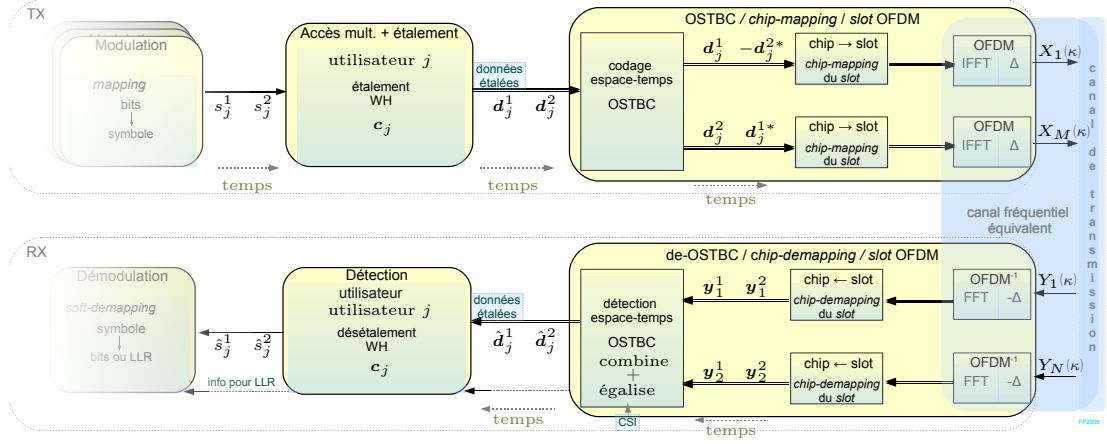 TX
Modulation
mapping
bits
symbole
s_j^1 s_j^2
temps
Accès mult. + étalement
utilisateur j
étalement
WH
c_j
données
étalées
d_j^1 d_j^2
temps
OSTBC / chip-mapping / slot OFDM
codage
espace-temps
OSTBC
d_j^1 -d_j^{2*}
chip → slot
chip-mapping
du slot
OFDM
IFFT Δ
X_1(κ)
d_j^2 d_j^{1*}
chip → slot
chip-mapping
du slot
OFDM
IFFT Δ
X_M(κ)
temps
canal de transmission
canal fréquentiel
équivalent
RX
Démodulation
soft-demapping
symbole
bits ou LLR
ŝ_j^1 ŝ_j^2
info pour LLR
Détection
utilisateur
utilisateur j
désétalement
WH
c_j
données
étalées
d̂_j^1 d̂_j^2
temps
de-OSTBC / chip-demapping / slot OFDM
détection
espace-temps
OSTBC
combine
+
égalise
CSI
y_1^1 y_1^2
chip ← slot
chip-demapping
du slot
OFDM-1
FFT -Δ
Y_1(κ)
y_2^1 y_2^2
chip ← slot
chip-demapping
du slot
OFDM-1
FFT -Δ
Y_N(κ)
temps
FP2005